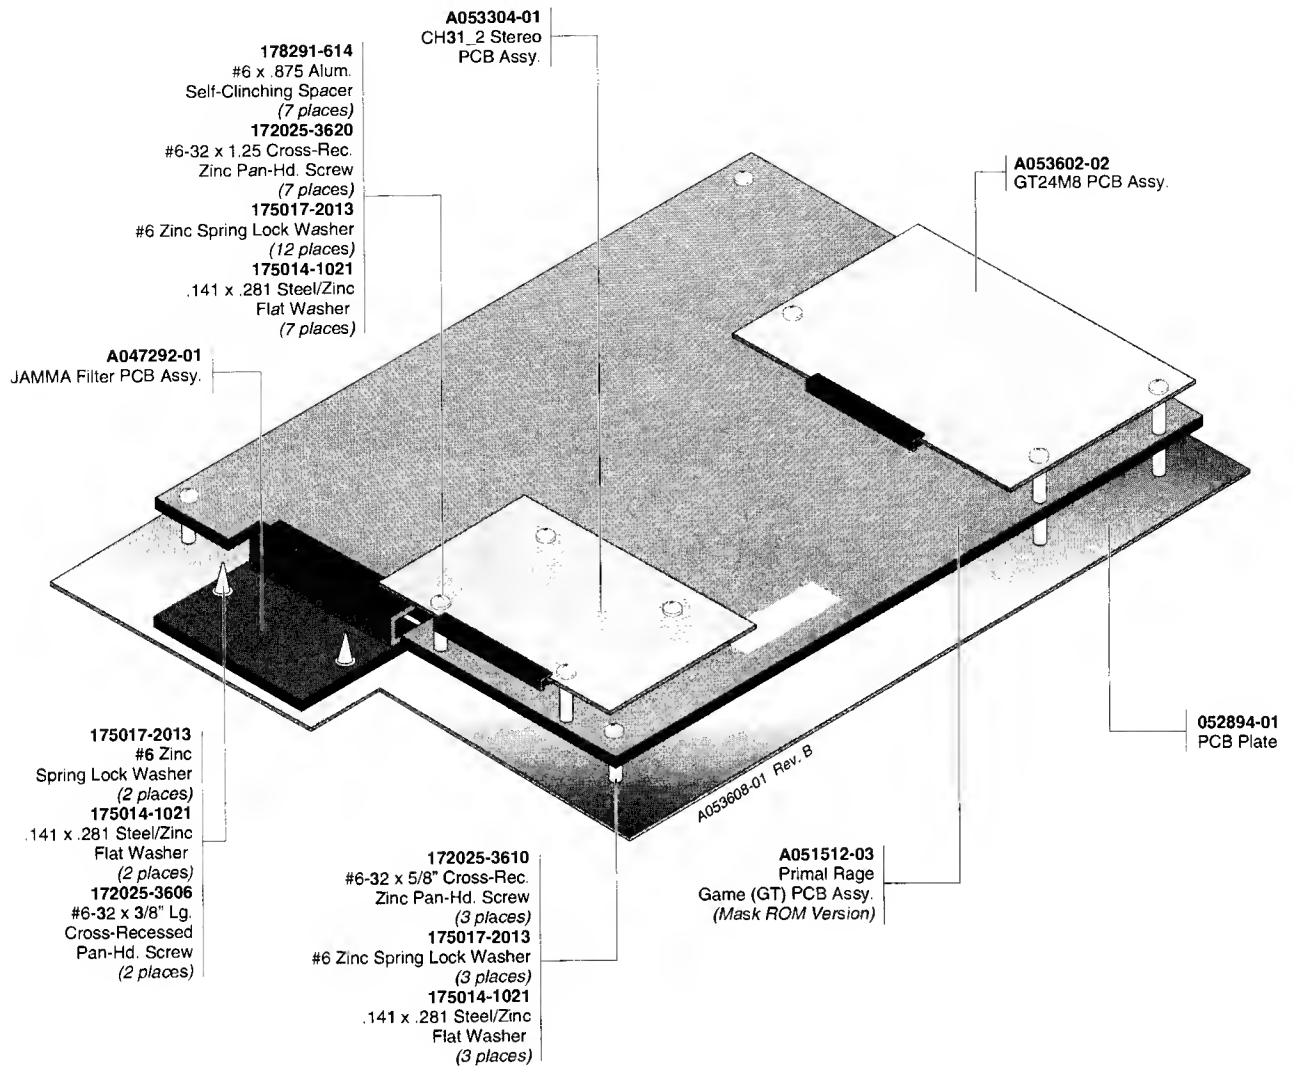 A053304-01
CH31_2 Stereo
PCB Assy.
178291-614
#6 x .875 Alum.
Self-Clinching Spacer
(7 places)
172025-3620
#6-32 x 1.25 Cross-Rec.
Zinc Pan-Hd. Screw
(7 places)
175017-2013
#6 Zinc Spring Lock Washer
(12 places)
175014-1021
.141 x .281 Steel/Zinc
Flat Washer
(7 places)
A053602-02
GT24M8 PCB Assy.
A047292-01
JAMMA Filter PCB Assy.
175017-2013
#6 Zinc
Spring Lock Washer
(2 places)
175014-1021
.141 x .281 Steel/Zinc
Flat Washer
(2 places)
172025-3606
#6-32 x 3/8" Lg.
Cross-Recessed
Pan-Hd. Screw
(2 places)
172025-3610
#6-32 x 5/8" Cross-Rec.
Zinc Pan-Hd. Screw
(3 places)
175017-2013
#6 Zinc Spring Lock Washer
(3 places)
175014-1021
.141 x .281 Steel/Zinc
Flat Washer
(3 places)
A053608-01 Rev. B
052894-01
PCB Plate
A051512-03
Primal Rage
Game (GT) PCB Assy.
(Mask ROM Version)